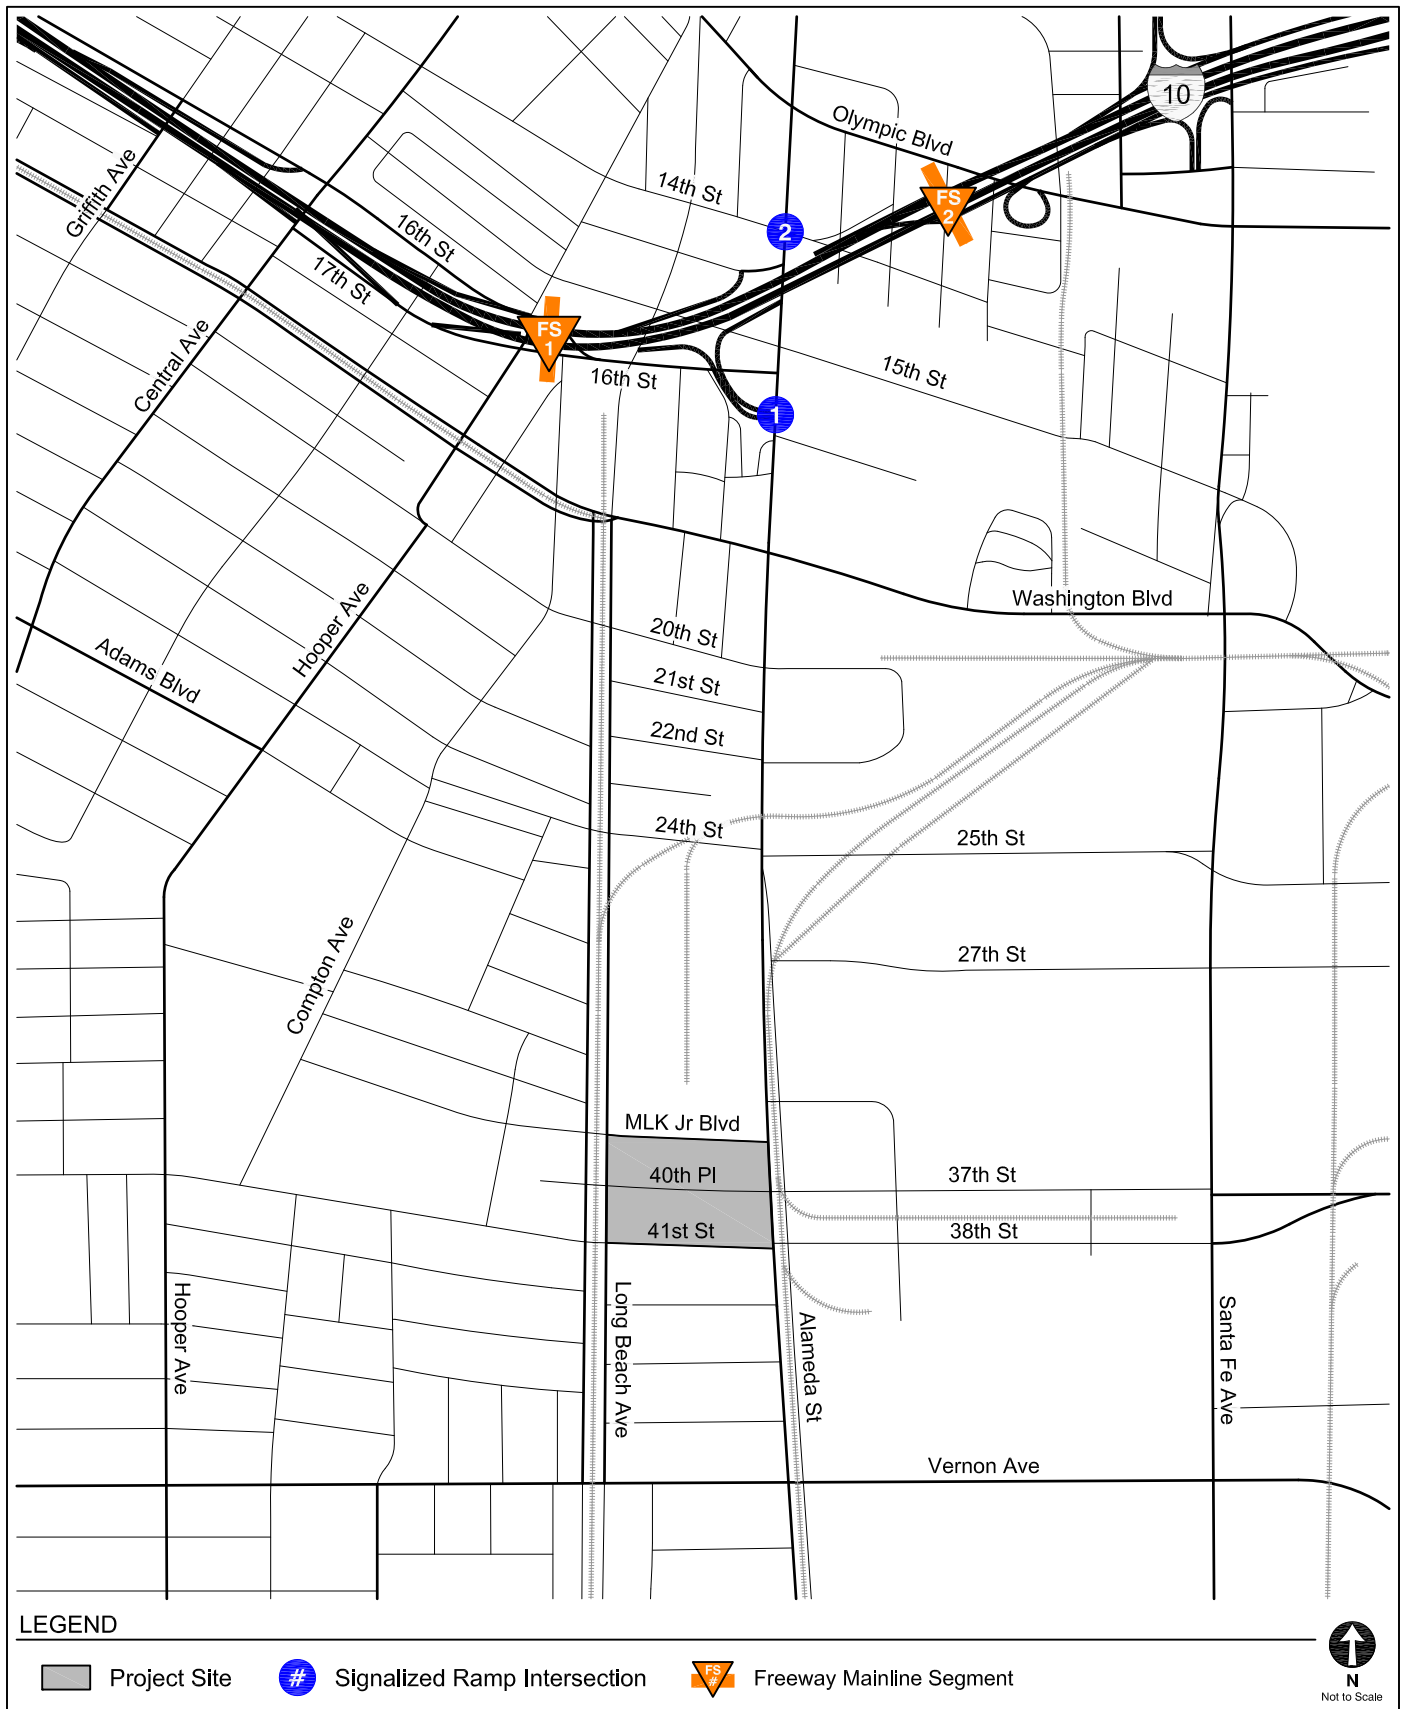 10
Olympic Blvd
Griffith Ave
14th St
FS
2
2
16th St
17th St
FS
1
Central Ave
15th St
16th St
1
Washington Blvd
Hooper Ave
20th St
Adams Blvd
21st St
22nd St
24th St
25th St
Compton Ave
27th St
MLK Jr Blvd
40th Pl
37th St
41st St
38th St
Hooper Ave
Long Beach Ave
Alameda St
Santa Fe Ave
Vernon Ave
LEGEND
Project Site
# Signalized Ramp Intersection
FS
#
Freeway Mainline Segment
N
Not to Scale